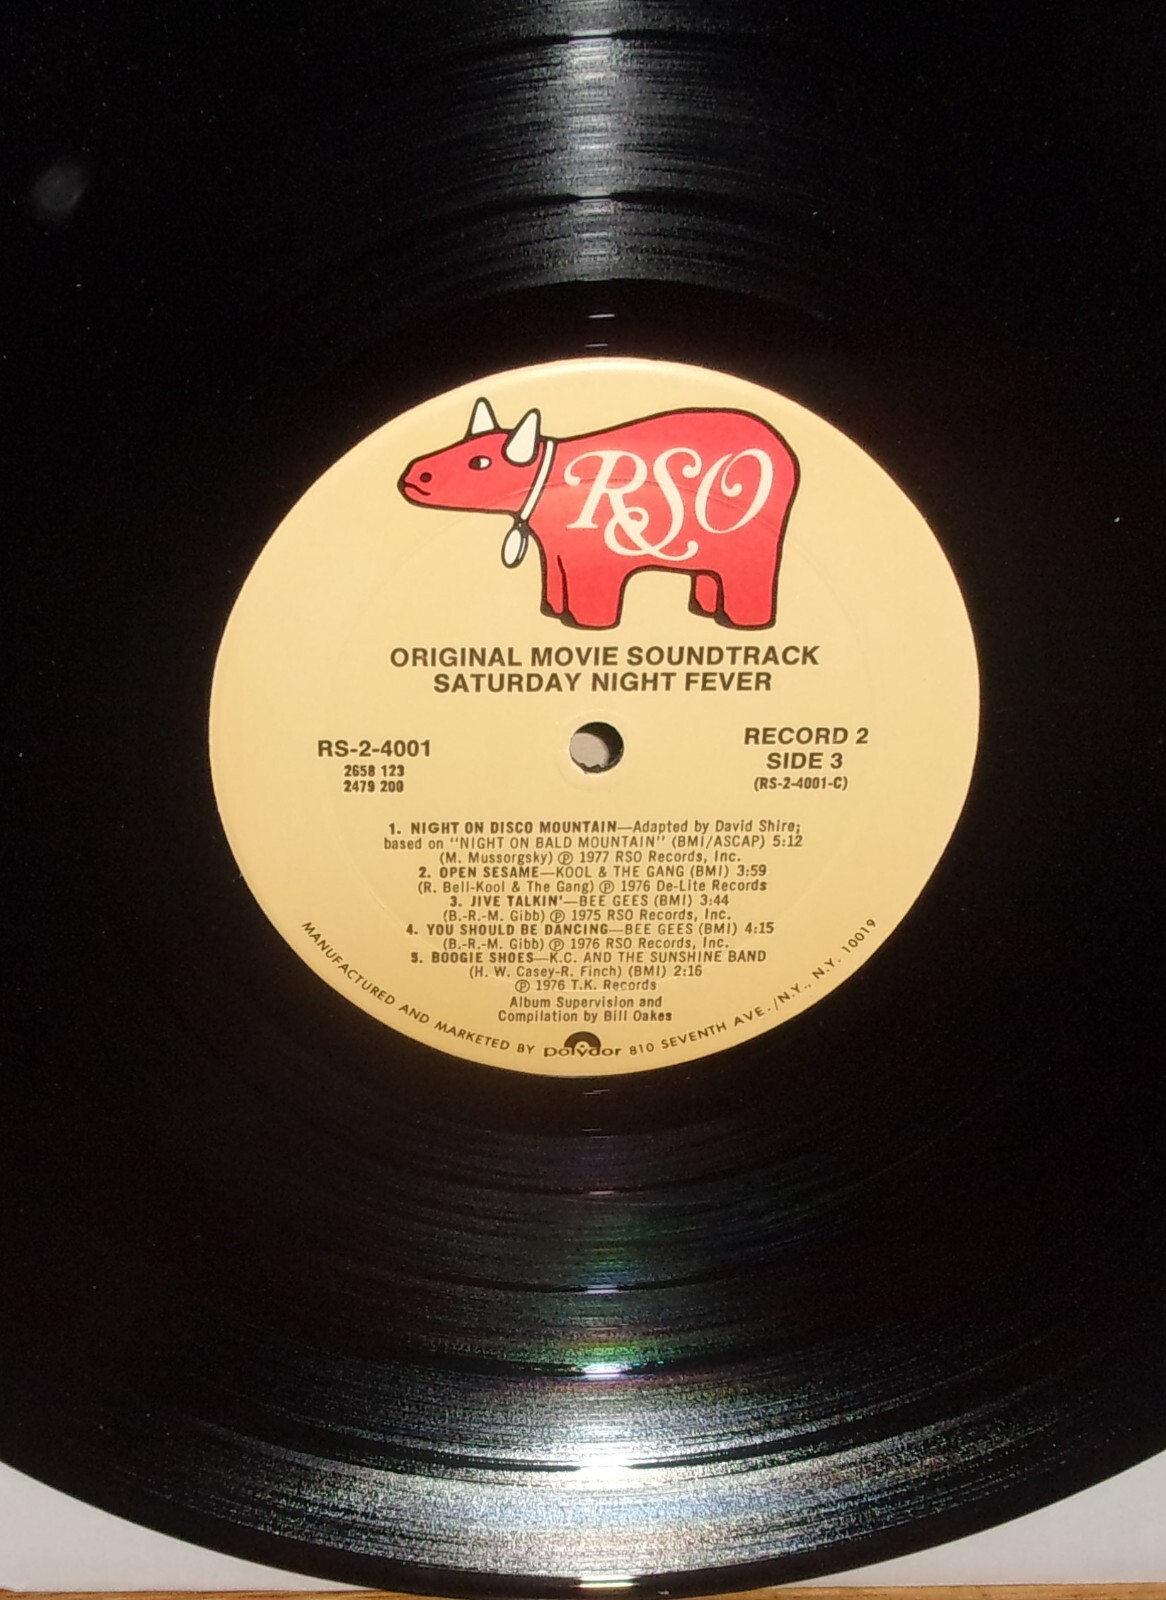 RSO
ORIGINAL MOVIE SOUNDTRACK
SATURDAY NIGHT FEVER
RS-2-4001
2658 123
2479 200
RECORD 2
SIDE 3
(RS-2-4001-C)
1. NIGHT ON DISCO MOUNTAIN—Adapted by David Shire;
based on "NIGHT ON BALD MOUNTAIN" (BMI/ASCAP) 5:12
(M. Mussorgsky) Ⓟ 1977 RSO Records, Inc.
2. OPEN SESAME—KOOL & THE GANG (BMI) 3:59
(R. Bell-Kool & The Gang) Ⓟ 1976 De-Lite Records
3. JIVE TALKIN'—BEE GEES (BMI) 3:44
(B.-R.-M. Gibb) Ⓟ 1975 RSO Records, Inc.
4. YOU SHOULD BE DANCING—BEE GEES (BMI) 4:15
(B.-R.-M. Gibb) Ⓟ 1976 RSO Records, Inc.
5. BOOGIE SHOES—K.C. AND THE SUNSHINE BAND
(H. W. Casey-R. Finch) (BMI) 2:16
Ⓟ 1976 T.K. Records
Album Supervision and
Compilation by Bill Oakes
MANUFACTURED AND MARKETED BY polydor 810 SEVENTH AVE./N.Y., N.Y. 10019